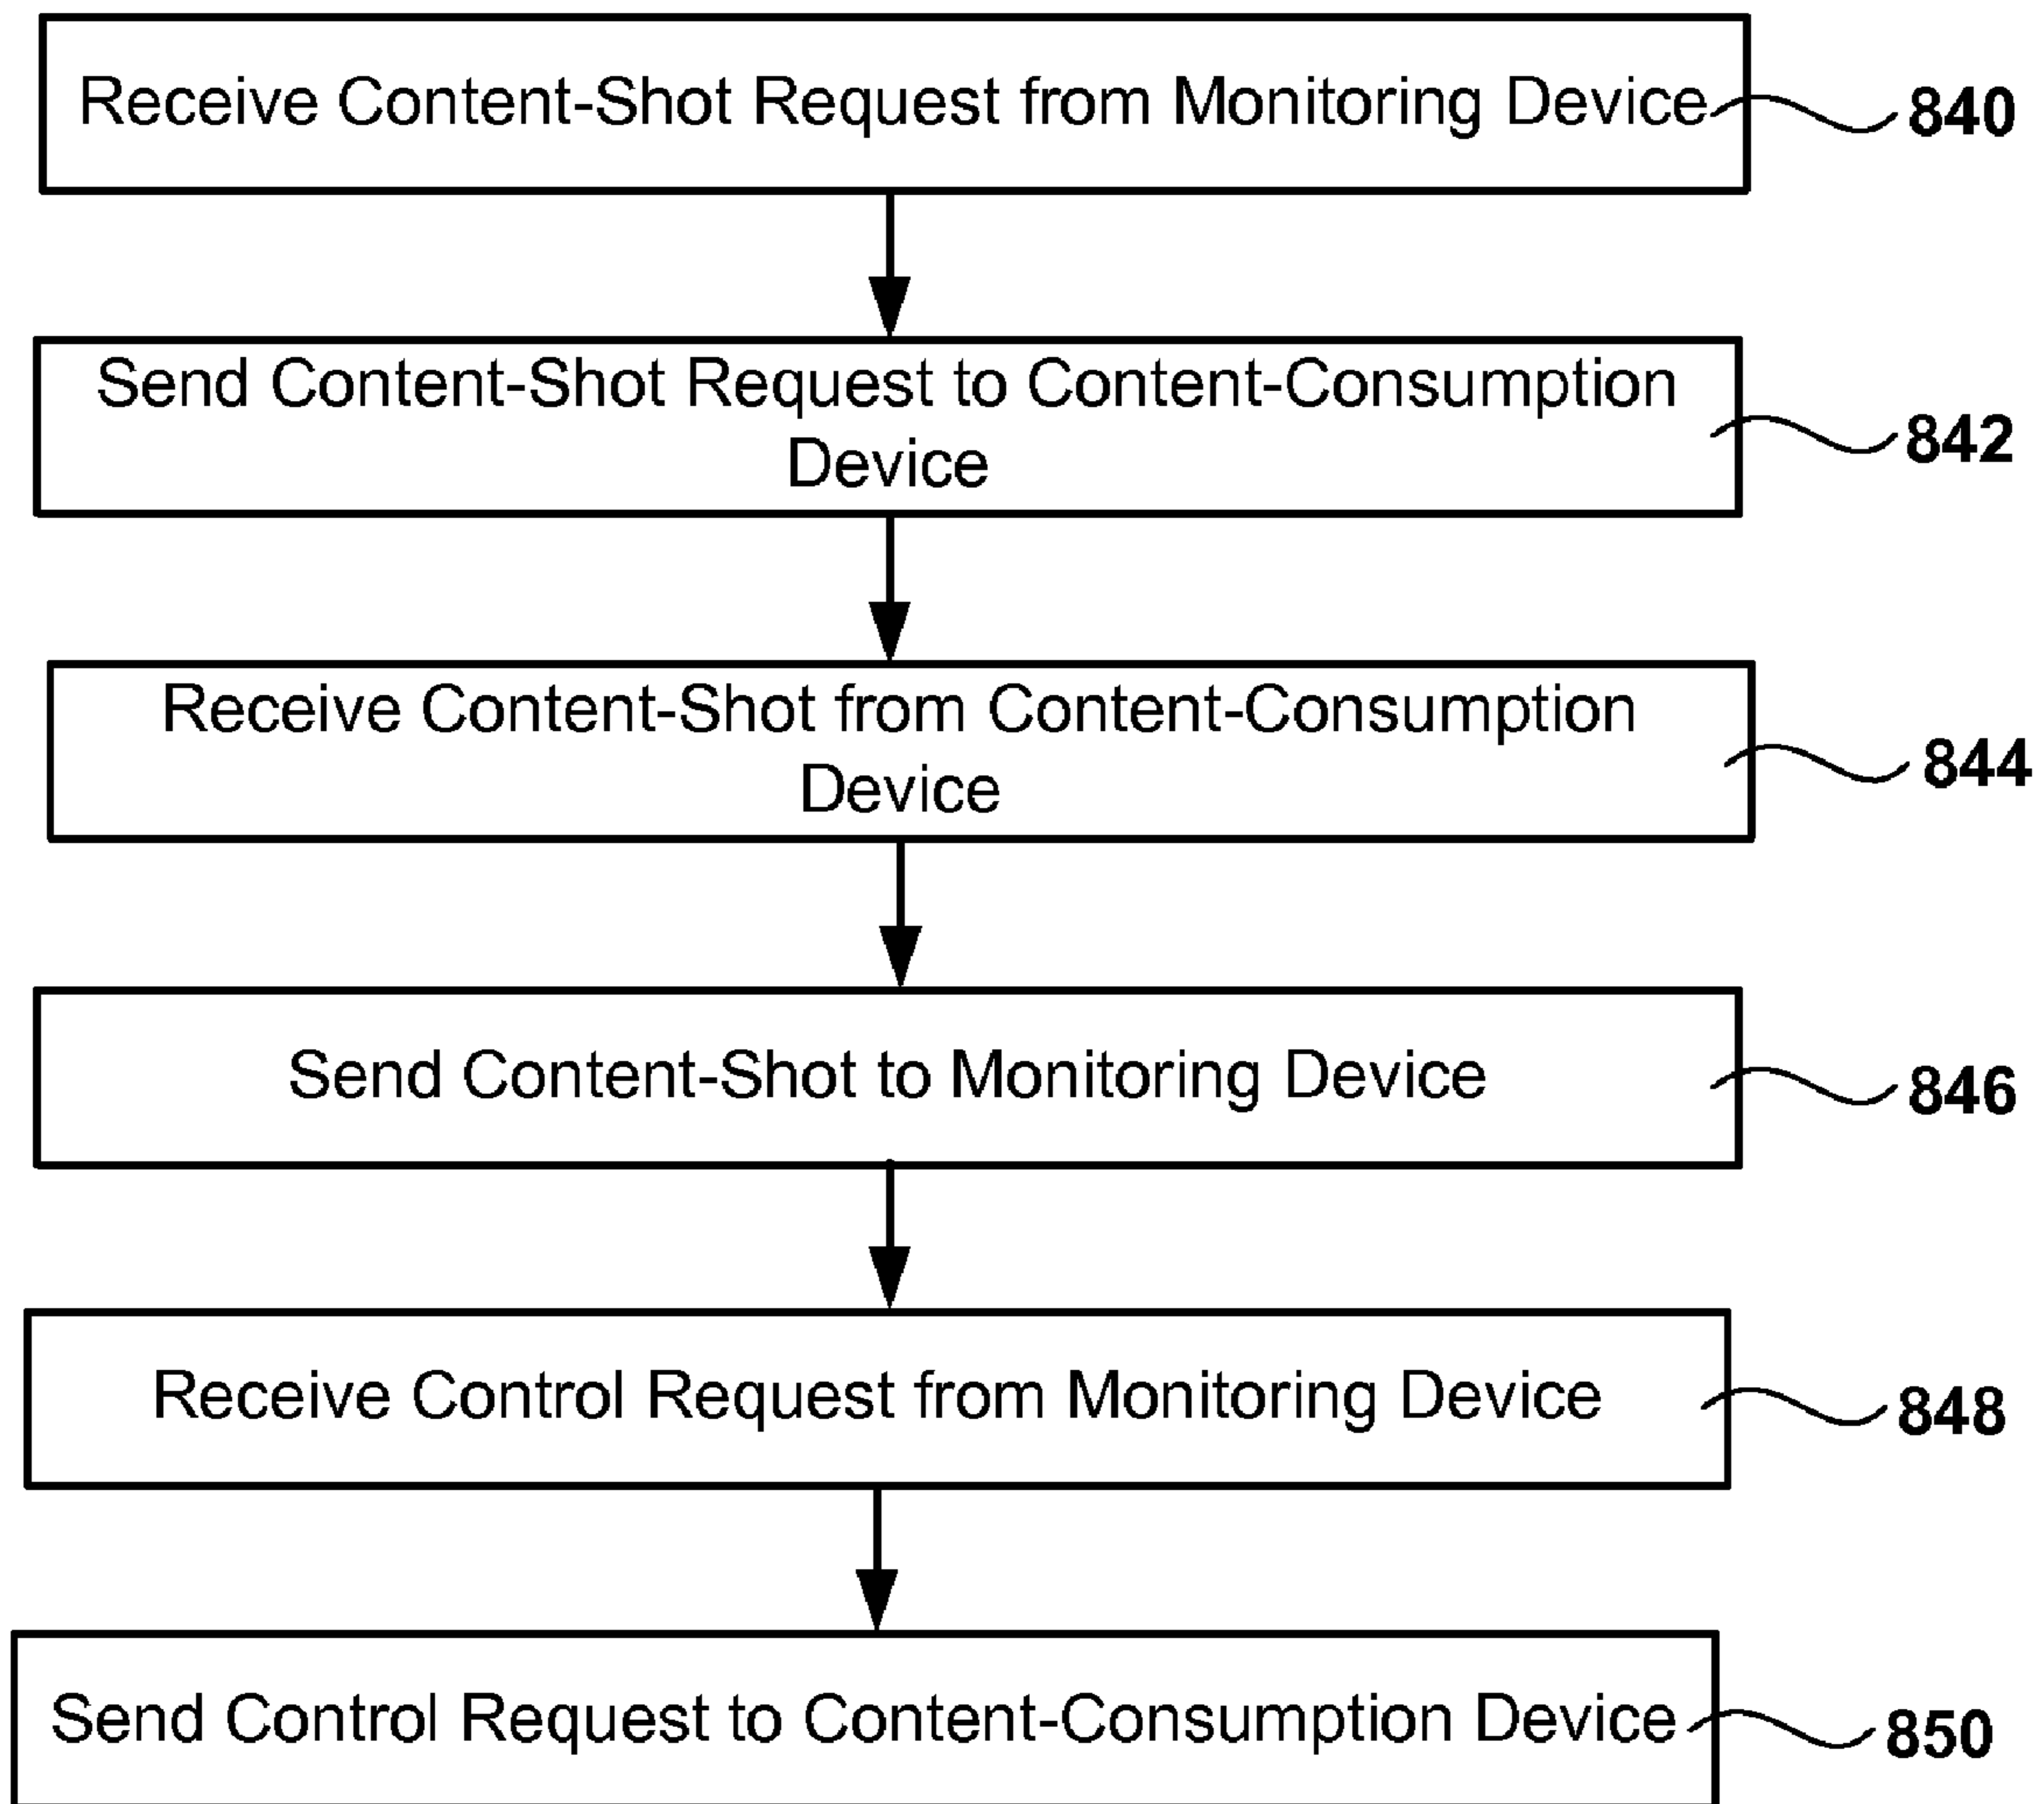 Receive Content-Shot Request from Monitoring Device
840
Send Content-Shot Request to Content-Consumption
Device
842
Receive Content-Shot from Content-Consumption
Device
844
Send Content-Shot to Monitoring Device
846
Receive Control Request from Monitoring Device
848
Send Control Request to Content-Consumption Device
850